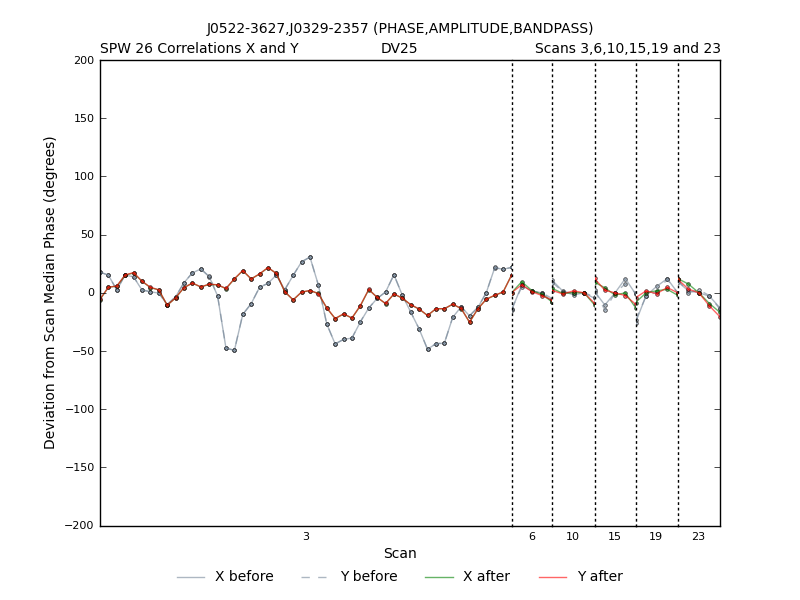 J0522-3627,J0329-2357 (PHASE,AMPLITUDE,BANDPASS)
SPW 26 Correlations X and Y DV25 Scans 3,6,10,15,19 and 23
200
150
100
50
0
−50
−100
−150
−200
Deviation from Scan Median Phase (degrees)
3 6 10 15 19 23
Scan
X before Y before X after Y after